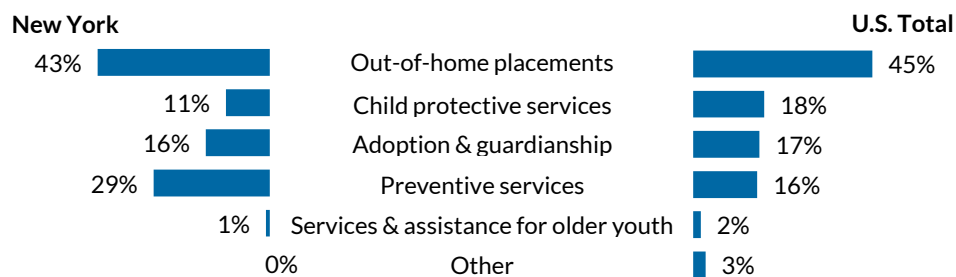 New York U.S. Total
43% Out-of-home placements 45%
11% Child protective services 18%
16% Adoption & guardianship 17%
29% Preventive services 16%
1% Services & assistance for older youth 2%
0% Other 3%